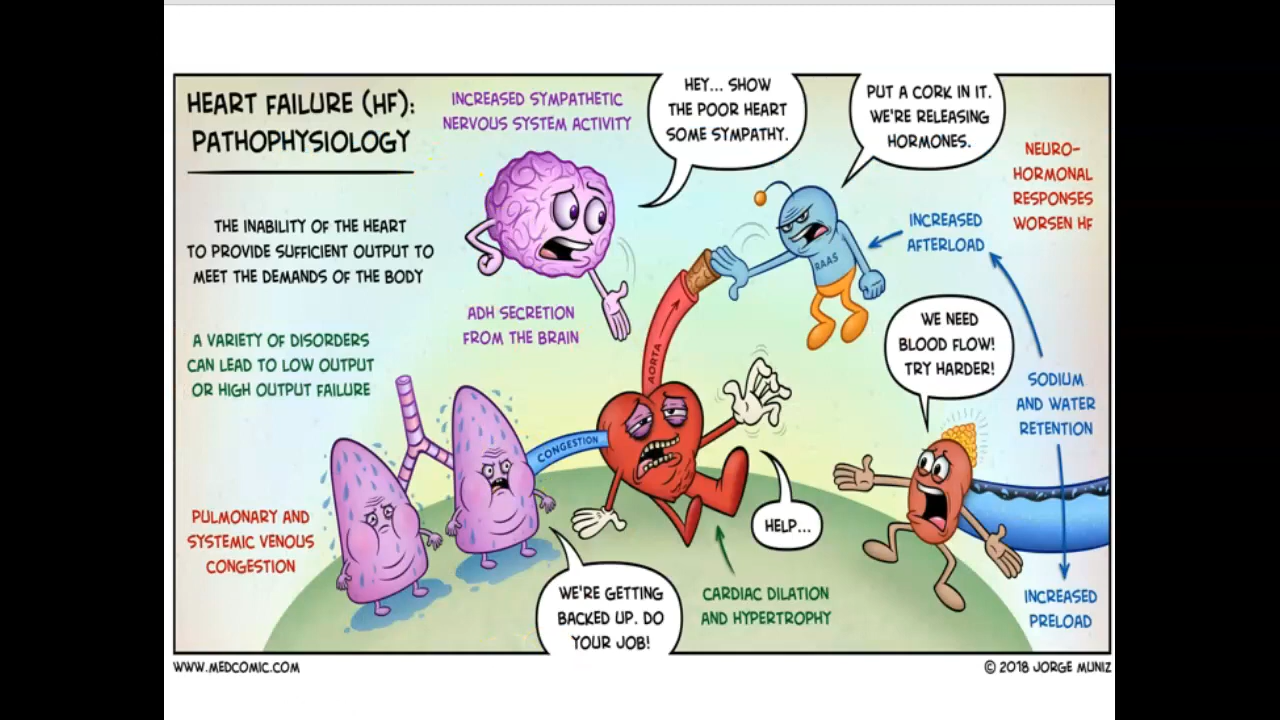 HEART FAILURE (HF):
PATHOPHYSIOLOGY
THE INABILITY OF THE HEART
TO PROVIDE SUFFICIENT OUTPUT TO
MEET THE DEMANDS OF THE BODY
A VARIETY OF DISORDERS
CAN LEAD TO LOW OUTPUT
OR HIGH OUTPUT FAILURE
PULMONARY AND
SYSTEMIC VENOUS
CONGESTION
INCREASED SYMPATHETIC
NERVOUS SYSTEM ACTIVITY
HEY... SHOW
THE POOR HEART
SOME SYMPATHY.
ADH SECRETION
FROM THE BRAIN
PUT A CORK IN IT.
WE'RE RELEASING
HORMONES.
RAAS
NEURO-
HORMONAL
RESPONSES
WORSEN HF
INCREASED
AFTERLOAD
AORTA
CONGESTION
WE NEED
BLOOD FLOW!
TRY HARDER!
SODIUM
AND WATER
RETENTION
HELP...
WE'RE GETTING
BACKED UP. DO
YOUR JOB!
CARDIAC DILATION
AND HYPERTROPHY
INCREASED
PRELOAD
WWW.MEDCOMIC.COM
© 2018 JORGE MUNIZ